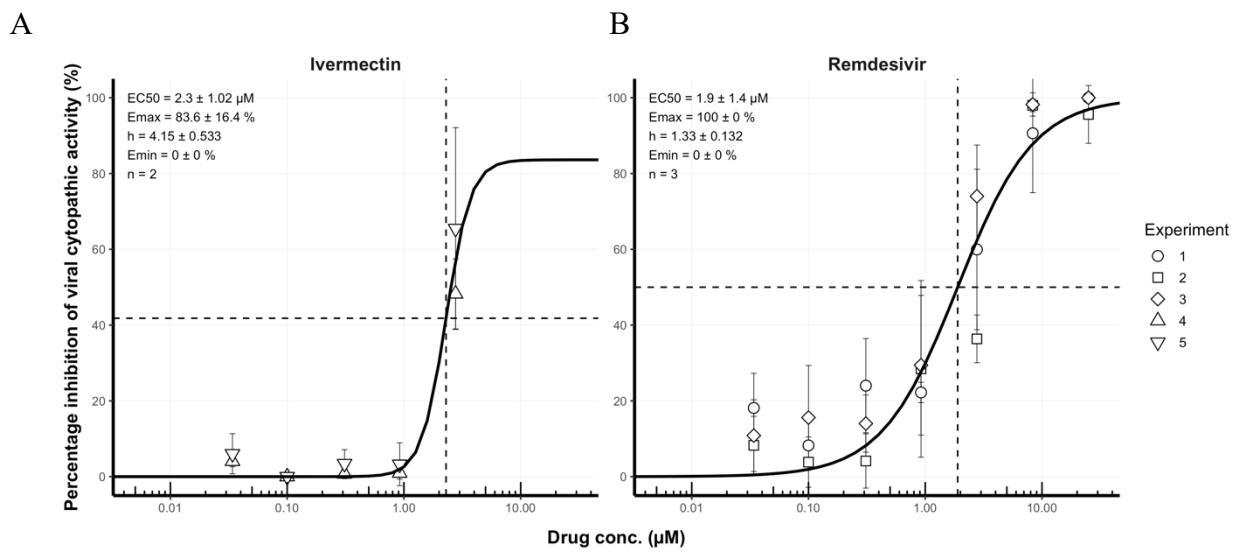 A
B
Ivermectin
Remdesivir
Percentage inhibition of viral cytopathic activity (%)
100
80
60
40
20
0
EC50 = 2.3 ± 1.02 µM
Emax = 83.6 ± 16.4 %
h = 4.15 ± 0.533
Emin = 0 ± 0 %
n = 2
0.01
0.10
1.00
10.00
100
80
60
40
20
0
EC50 = 1.9 ± 1.4 µM
Emax = 100 ± 0 %
h = 1.33 ± 0.132
Emin = 0 ± 0 %
n = 3
0.01
0.10
1.00
10.00
Drug conc. (µM)
Experiment
1
2
3
4
5